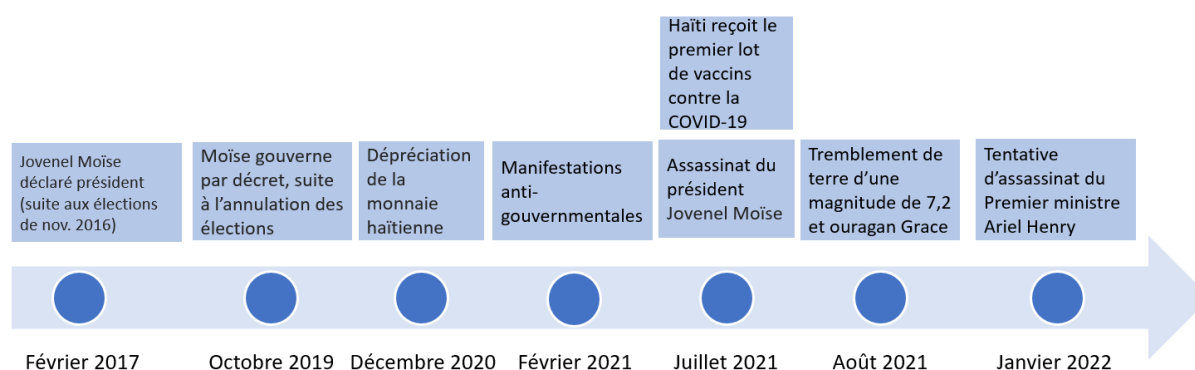 Haïti reçoit le
premier lot
de vaccins
contre la
COVID-19
Jovenel Moïse
déclaré président
(suite aux élections
de nov. 2016)
Moïse gouverne
par décret, suite
à l'annulation des
élections
Dépréciation
de la
monnaie
haïtienne
Manifestations
anti-
gouvernmentales
Assassinat du
président
Jovenel Moïse
Tremblement de
terre d'une
magnitude de 7,2
et ouragan Grace
Tentative
d'assassinat du
Premier ministre
Ariel Henry
Février 2017
Octobre 2019
Décembre 2020
Février 2021
Juillet 2021
Août 2021
Janvier 2022